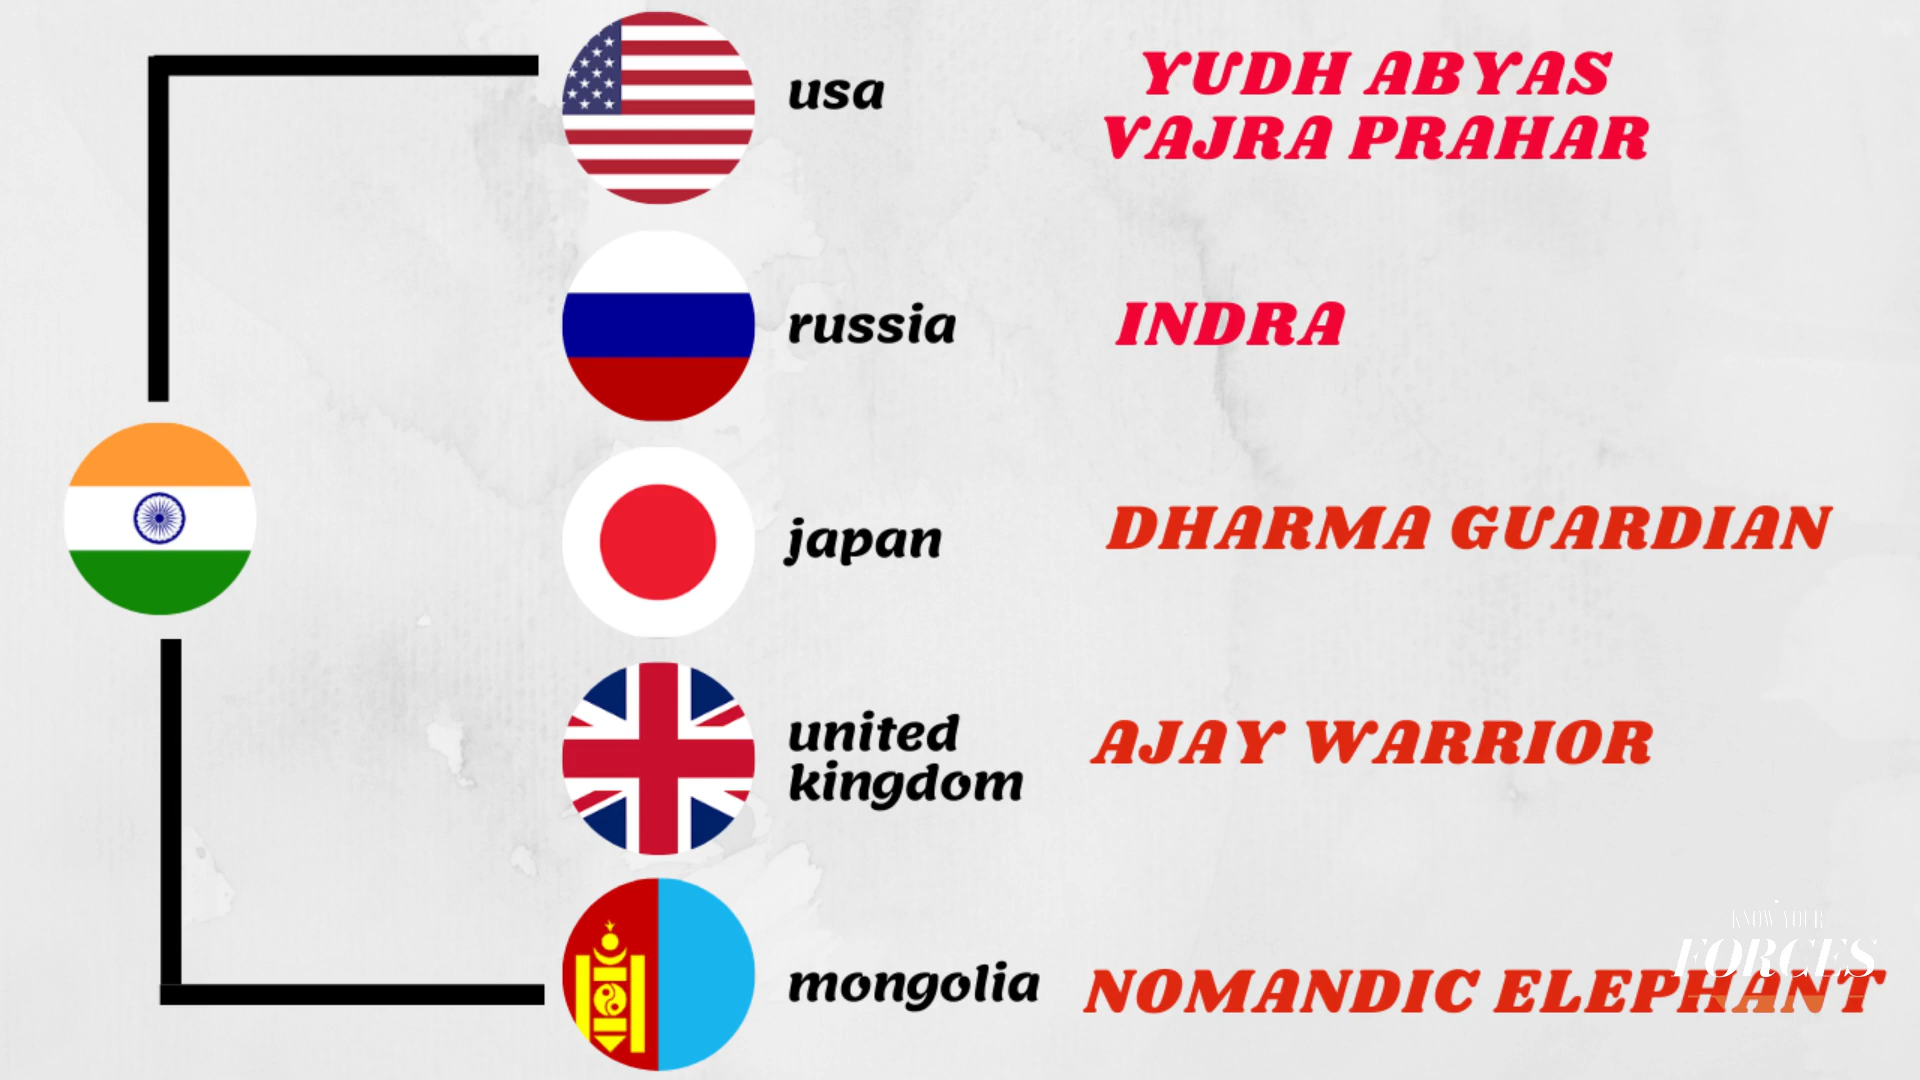 usa
YUDH ABYAS
VAJRA PRAHAR
russia
INDRA
japan
DHARMA GUARDIAN
united
kingdom
AJAY WARRIOR
mongolia
NOMANDIC ELEPHANT
KNOW YOUR
FORCES